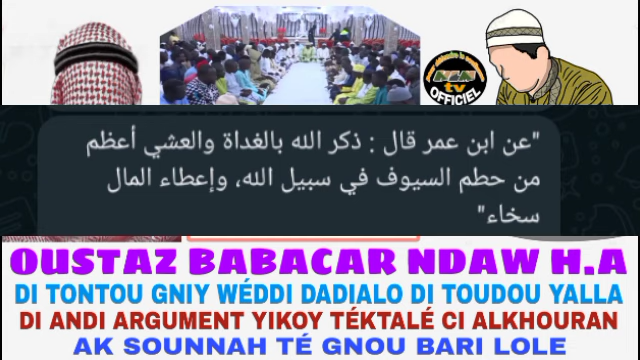 tv
OFFICIEL
"عن ابن عمر قال : ذكر الله بالغداة والعشي أعظم
من حطم السيوف في سبيل الله، وإعطاء المال
سخاء"
OUSTAZ BABACAR NDAW H.A
DI TONTOU GNIY WÉDDI DADIALO DI TOUDOU YALLA
DI ANDI ARGUMENT YIKOY TÉKTALÉ CI ALKHOURAN
AK SOUNNAH TÉ GNOU BARI LOLE